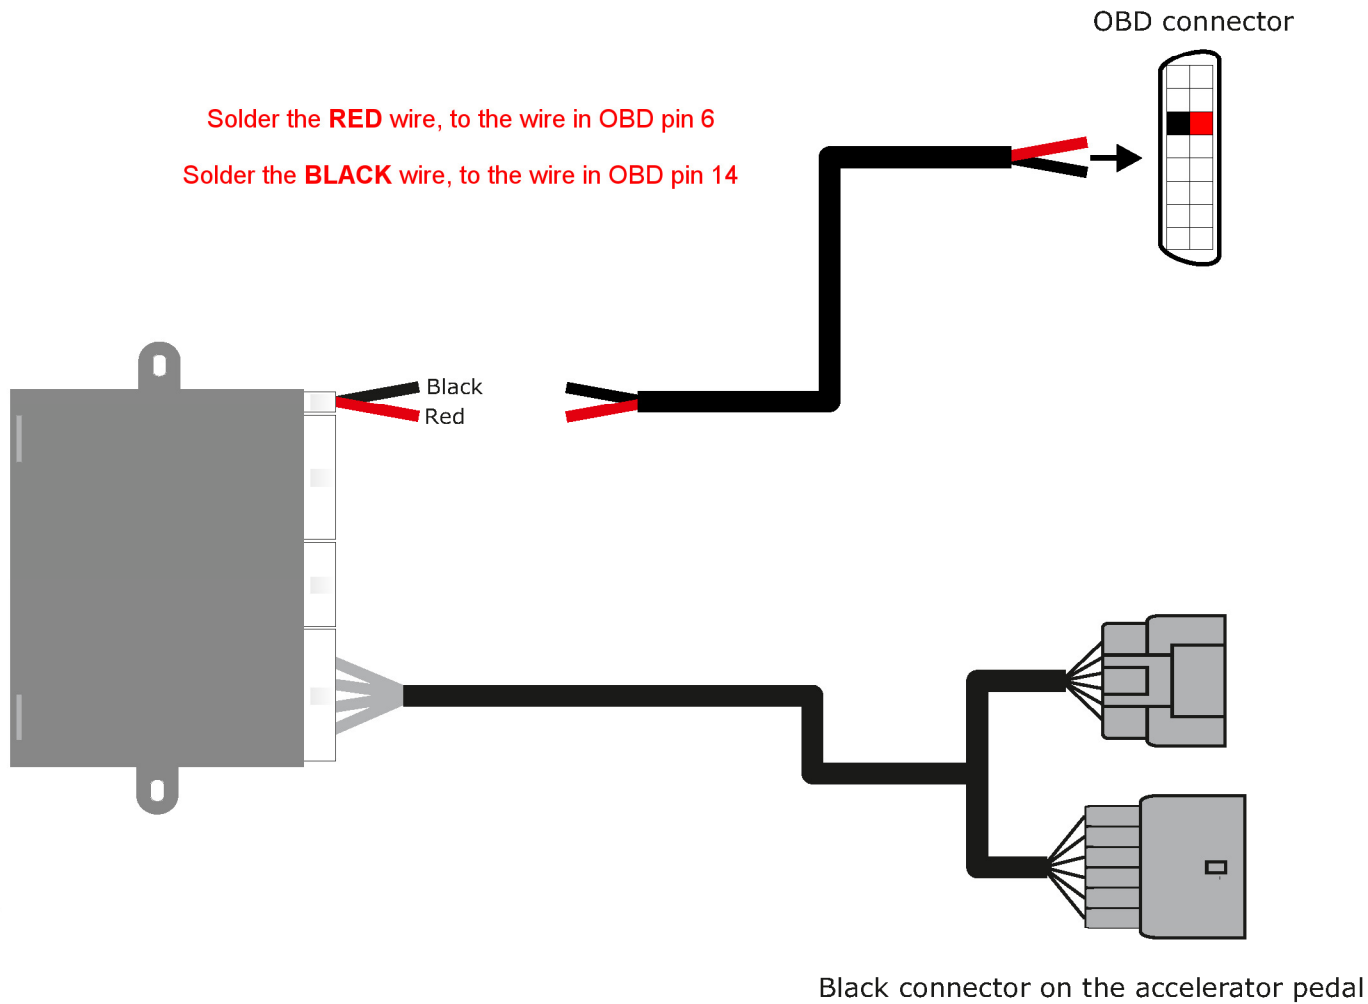 OBD connector
Solder the RED wire, to the wire in OBD pin 6
Solder the BLACK wire, to the wire in OBD pin 14
Black
Red
Black connector on the accelerator pedal